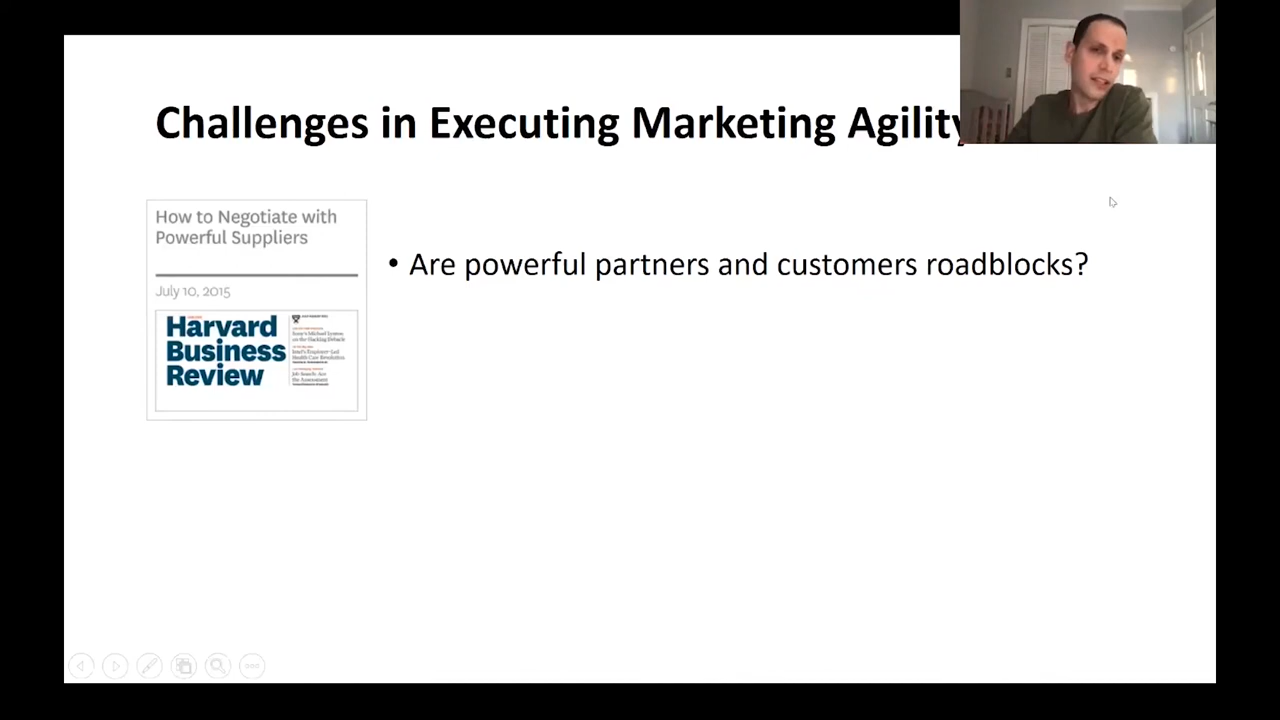 Challenges in Executing Marketing Agility
How to Negotiate with
Powerful Suppliers
July 10, 2015
Harvard
Business
Review
• Are powerful partners and customers roadblocks?